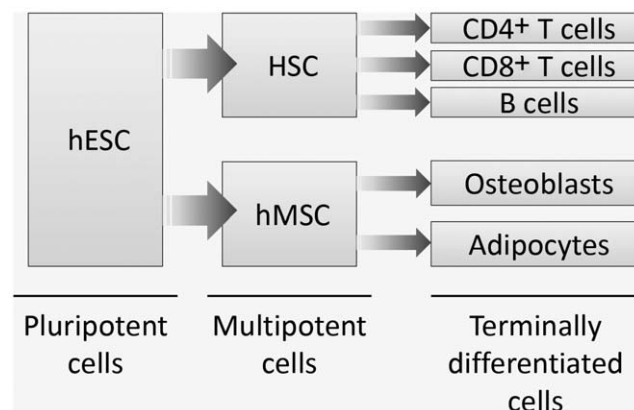 hESC
HSC
hMSC
CD4+ T cells
CD8+ T cells
B cells
Osteoblasts
Adipocytes
Pluripotent
cells
Multipotent
cells
Terminally
differentiated
cells